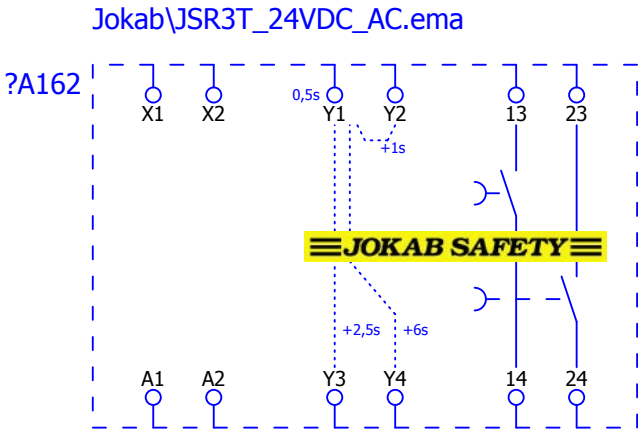 Jokab\JSR3T_24VDC_AC.ema
?A162
0,5s
X1 X2 Y1 Y2 13 23
+1s
JOKAB SAFETY
+2,5s +6s
A1 A2 Y3 Y4 14 24